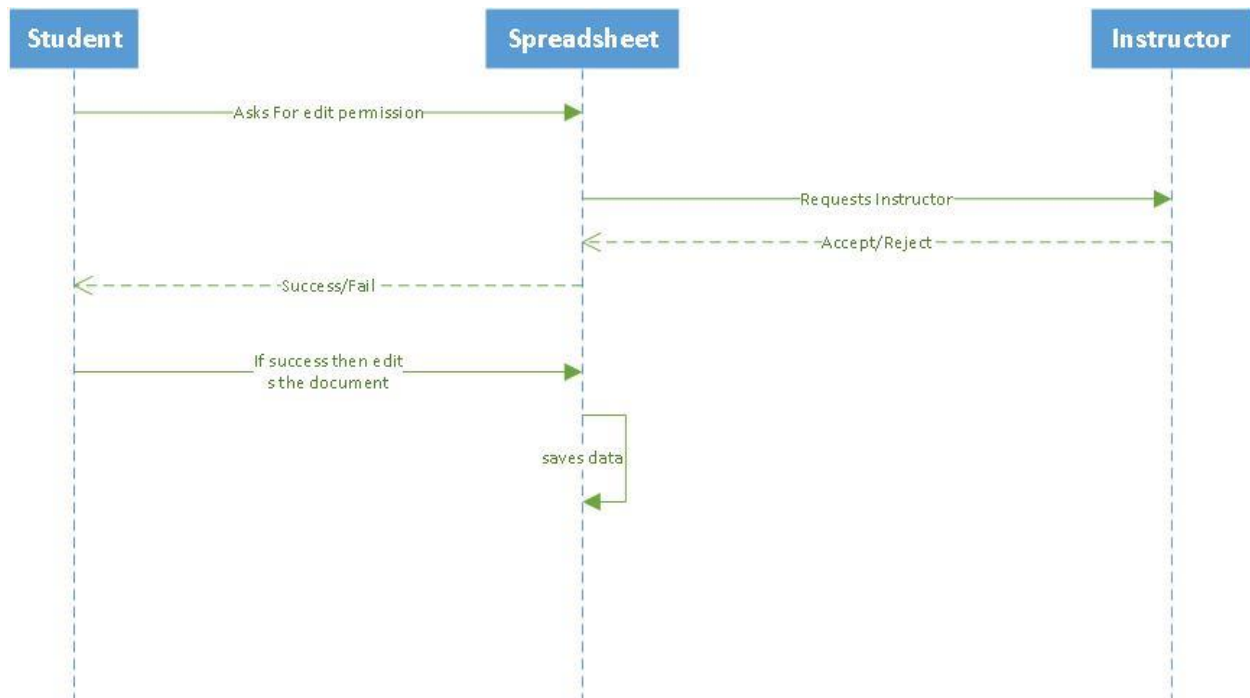 Student
Spreadsheet
Instructor
Asks For edit permission
Requests Instructor
Accept/Reject
Success/Fail
If success then edit
s the document
saves data